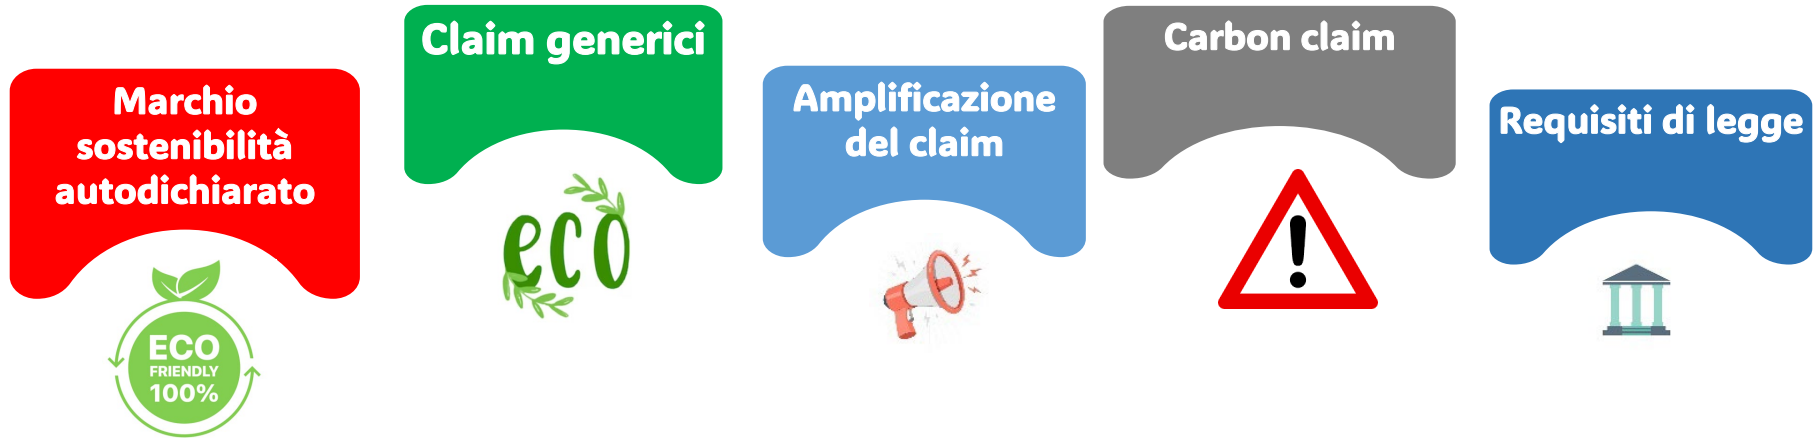 Marchio
sostenibilità
autodichiarato
ECO
FRIENDLY
100%
Claim generici
eco
Amplificazione
del claim
Carbon claim
!
Requisiti di legge